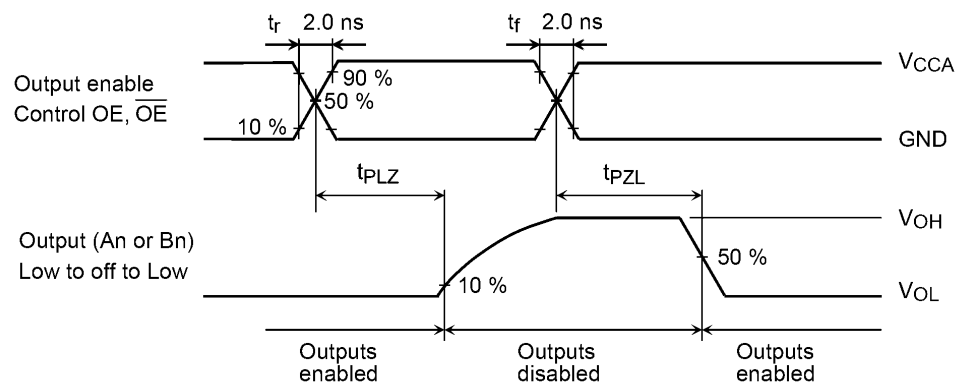 tr 2.0 ns tf 2.0 ns
VCCA
Output enable
Control OE, O̅E̅
90 %
50 %
10 %
GND
tPLZ tPZL
VOH
Output (An or Bn)
Low to off to Low
50 %
10 %
VOL
Outputs enabled
Outputs disabled
Outputs enabled